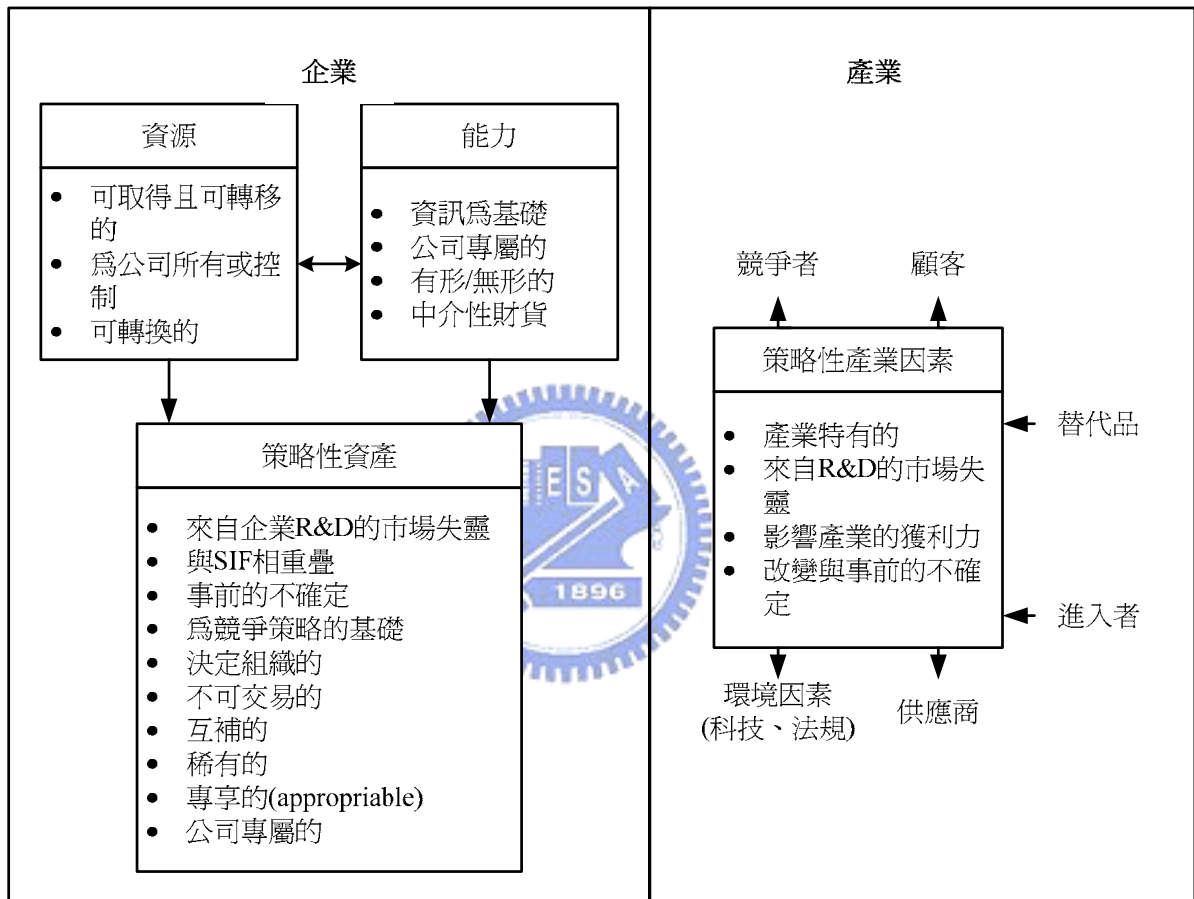 企業
資源
• 可取得且可轉移
的
• 爲公司所有或控
制
• 可轉換的
能力
• 資訊爲基礎
• 公司專屬的
• 有形/無形的
• 中介性財貨
策略性資產
• 來自企業R&D的市場失靈
• 與SIF相重疊
• 事前的不確定
• 爲競爭策略的基礎
• 決定組織的
• 不可交易的
• 互補的
• 稀有的
• 專享的(appropriable)
• 公司專屬的
產業
競爭者
顧客
策略性產業因素
• 產業特有的
• 來自R&D的市場失
靈
• 影響產業的獲利力
• 改變與事前的不確
定
替代品
進入者
環境因素
(科技、法規)
供應商
E S A
1896